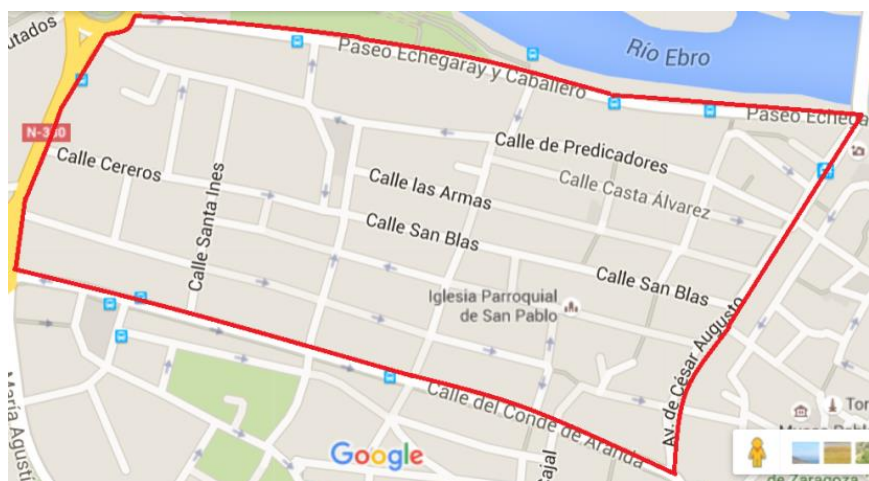 utados
Río Ebro
Paseo Echegaray y Caballero
Paseo Echega
N-330
Calle de Predicadores
Calle Cereros
Calle las Armas
Calle Casta Álvarez
Calle Santa Ines
Calle San Blas
Calle San Blas
Iglesia Parroquial
de San Pablo
Av. de César Augusto
María Agustí
Calle del Conde de Aranda
Cajal
Tor
Google
de Zaragoza